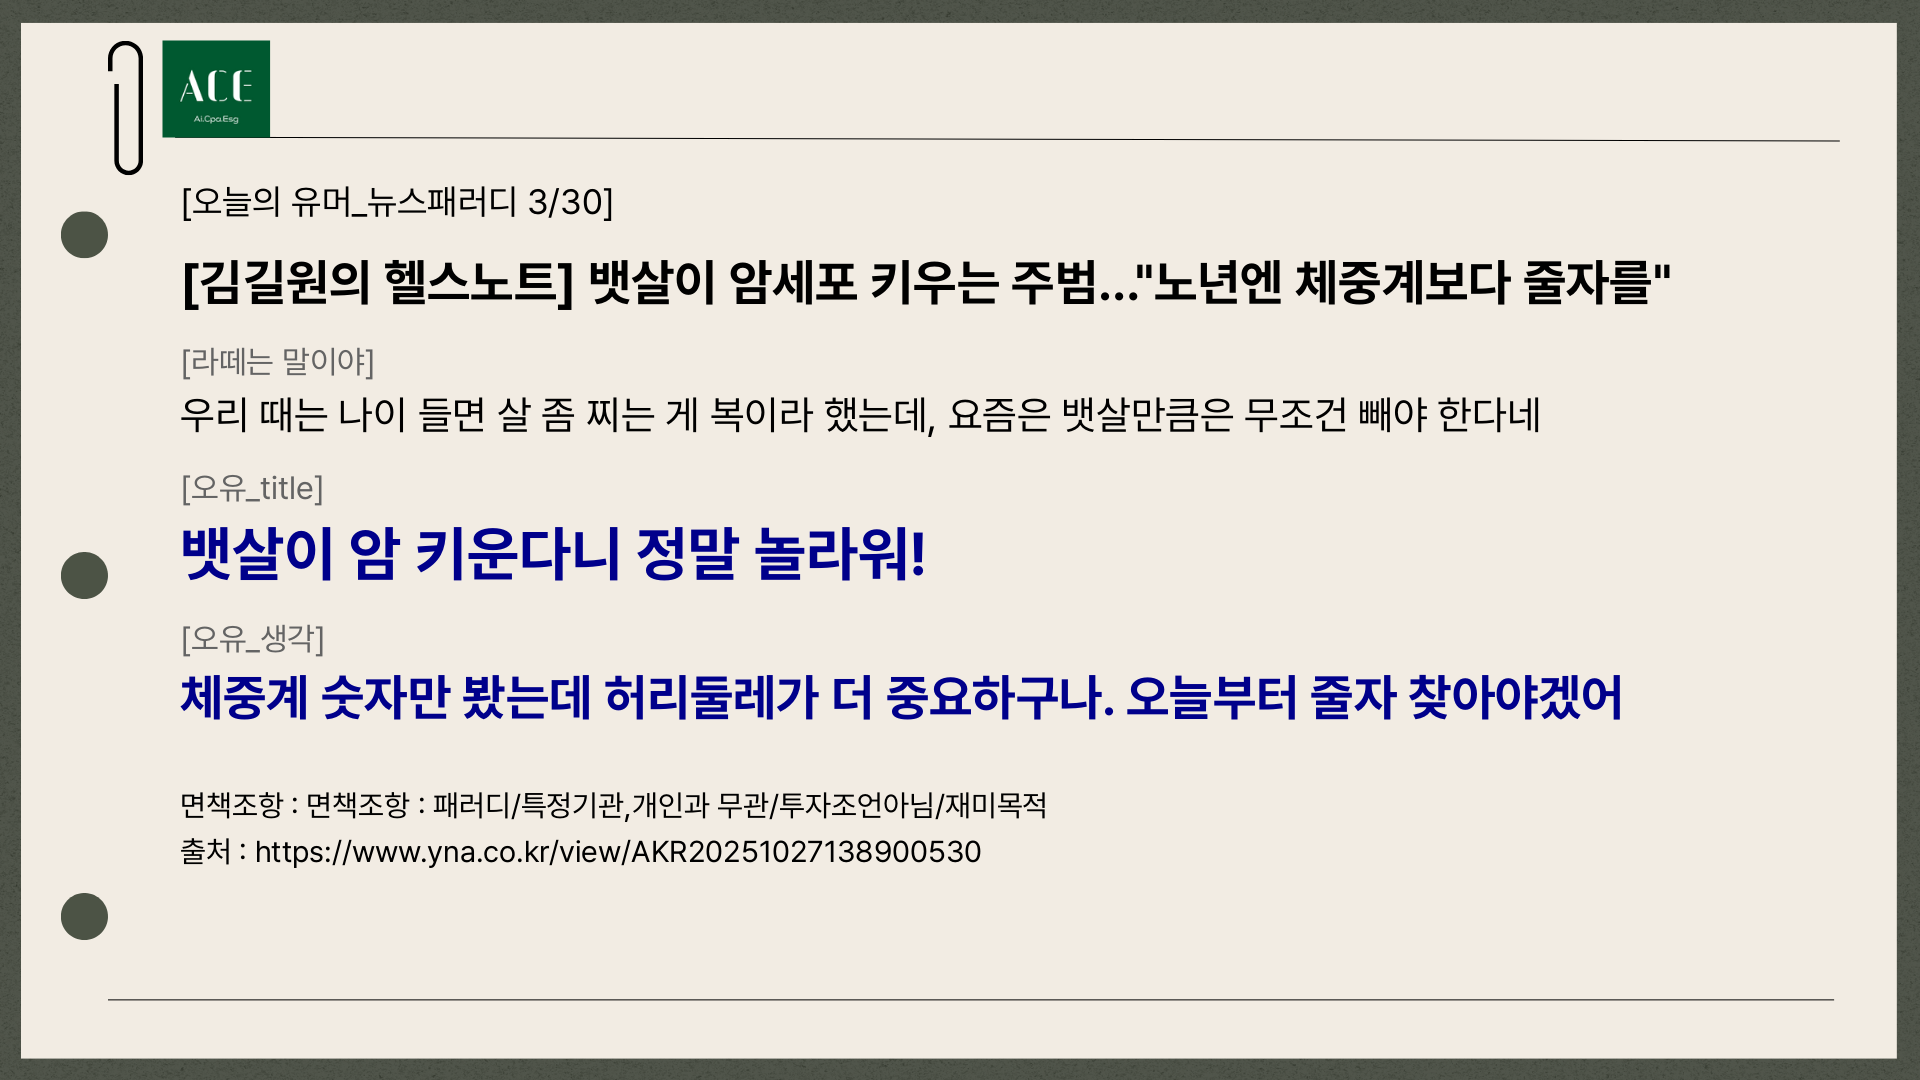 ACE
Ai.Cpa.Esg
[오늘의 유머_뉴스패러디 3/30]
[김길원의 헬스노트] 뱃살이 암세포 키우는 주범..."노년엔 체중계보다 줄자를"
[라떼는 말이야]
우리 때는 나이 들면 살 좀 찌는 게 복이라 했는데, 요즘은 뱃살만큼은 무조건 빼야 한다네
[오유_title]
뱃살이 암 키운다니 정말 놀라워!
[오유_생각]
체중계 숫자만 봤는데 허리둘레가 더 중요하구나. 오늘부터 줄자 찾아야겠어
면책조항 : 면책조항 : 패러디/특정기관,개인과 무관/투자조언아님/재미목적
출처 : https://www.yna.co.kr/view/AKR20251027138900530